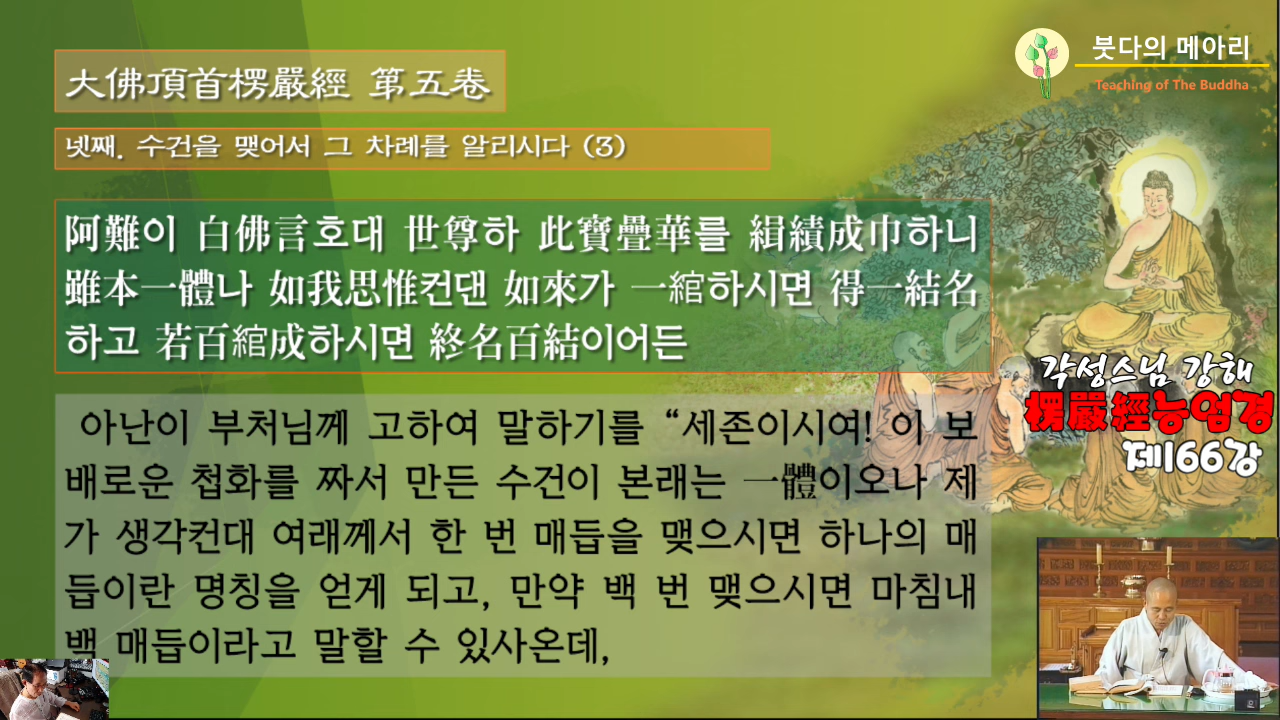 大佛頂首楞嚴經 第五卷
넷째. 수건을 맺어서 그 차례를 알리시다 (3)
阿難이 白佛言호대 世尊하 此寶疊華를 緝績成巾하니
雖本一體나 如我思惟컨댄 如來가 一綰하시면 得一結名
하고 若百綰成하시면 終名百結이어든
아난이 부처님께 고하여 말하기를 “세존이시여! 이 보
배로운 첩화를 짜서 만든 수건이 본래는 一體이오나 제
가 생각컨대 여래께서 한 번 매듭을 맺으시면 하나의 매
듭이란 명칭을 얻게 되고, 만약 백 번 맺으시면 마침내
백 매듭이라고 말할 수 있사온데,
붓다의 메아리
Teaching of The Buddha
각성스님 강해
楞嚴經능엄경
제166강